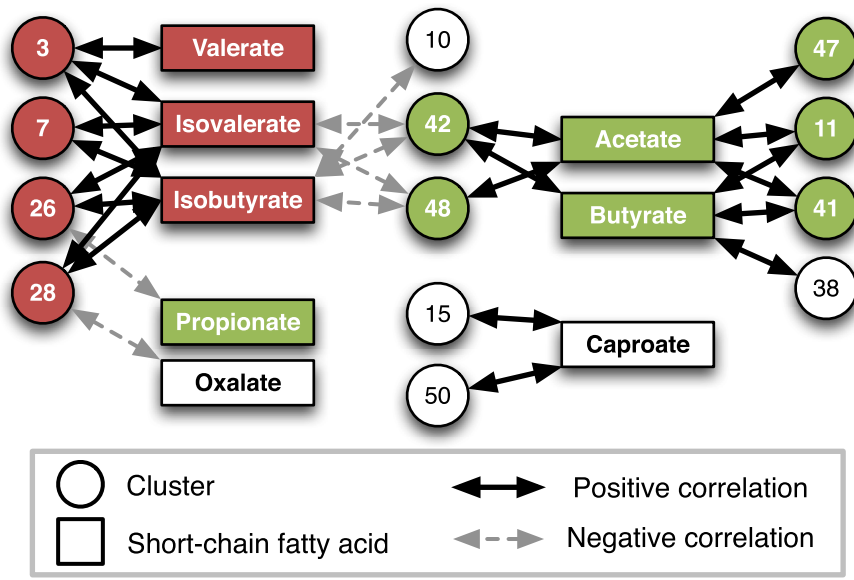 3
Valerate
10
47
7
Isovalerate
42
Acetate
11
26
Isobutyrate
48
Butyrate
41
28
38
Propionate
15
Caproate
Oxalate
50
Cluster
Positive correlation
Short-chain fatty acid
Negative correlation